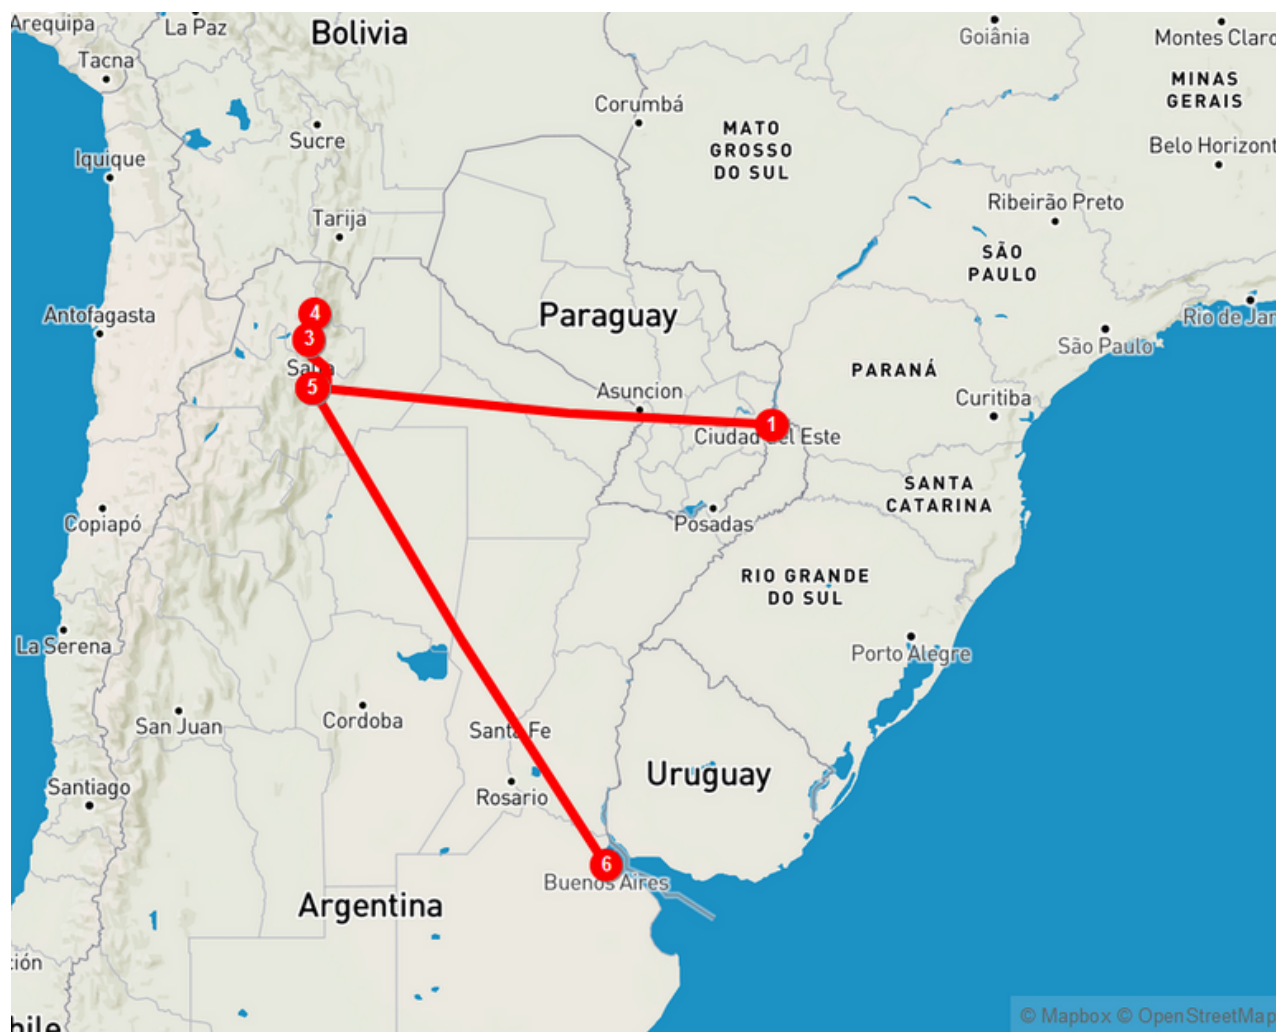 Arequipa
La Paz
Bolivia
Goiânia
Montes Claro
Tacna
MINAS
GERAIS
Corumbá
Sucre
MATO
GROSSO
DO SUL
Belo Horizont
Iquique
Ribeirão Preto
Tarija
SÃO
PAULO
4
Antofagasta
Paraguay
Rio de Jan
3
São Paulo
PARANÁ
5
Asuncion
Curitiba
1
Ciudad del Este
SANTA
CATARINA
Copiapó
Posadas
RIO GRANDE
DO SUL
La Serena
Porto Alegre
San Juan
Cordoba
Santa Fe
Uruguay
Santiago
Rosario
6
Buenos Aires
Argentina
ión
hile
© Mapbox © OpenStreetMap